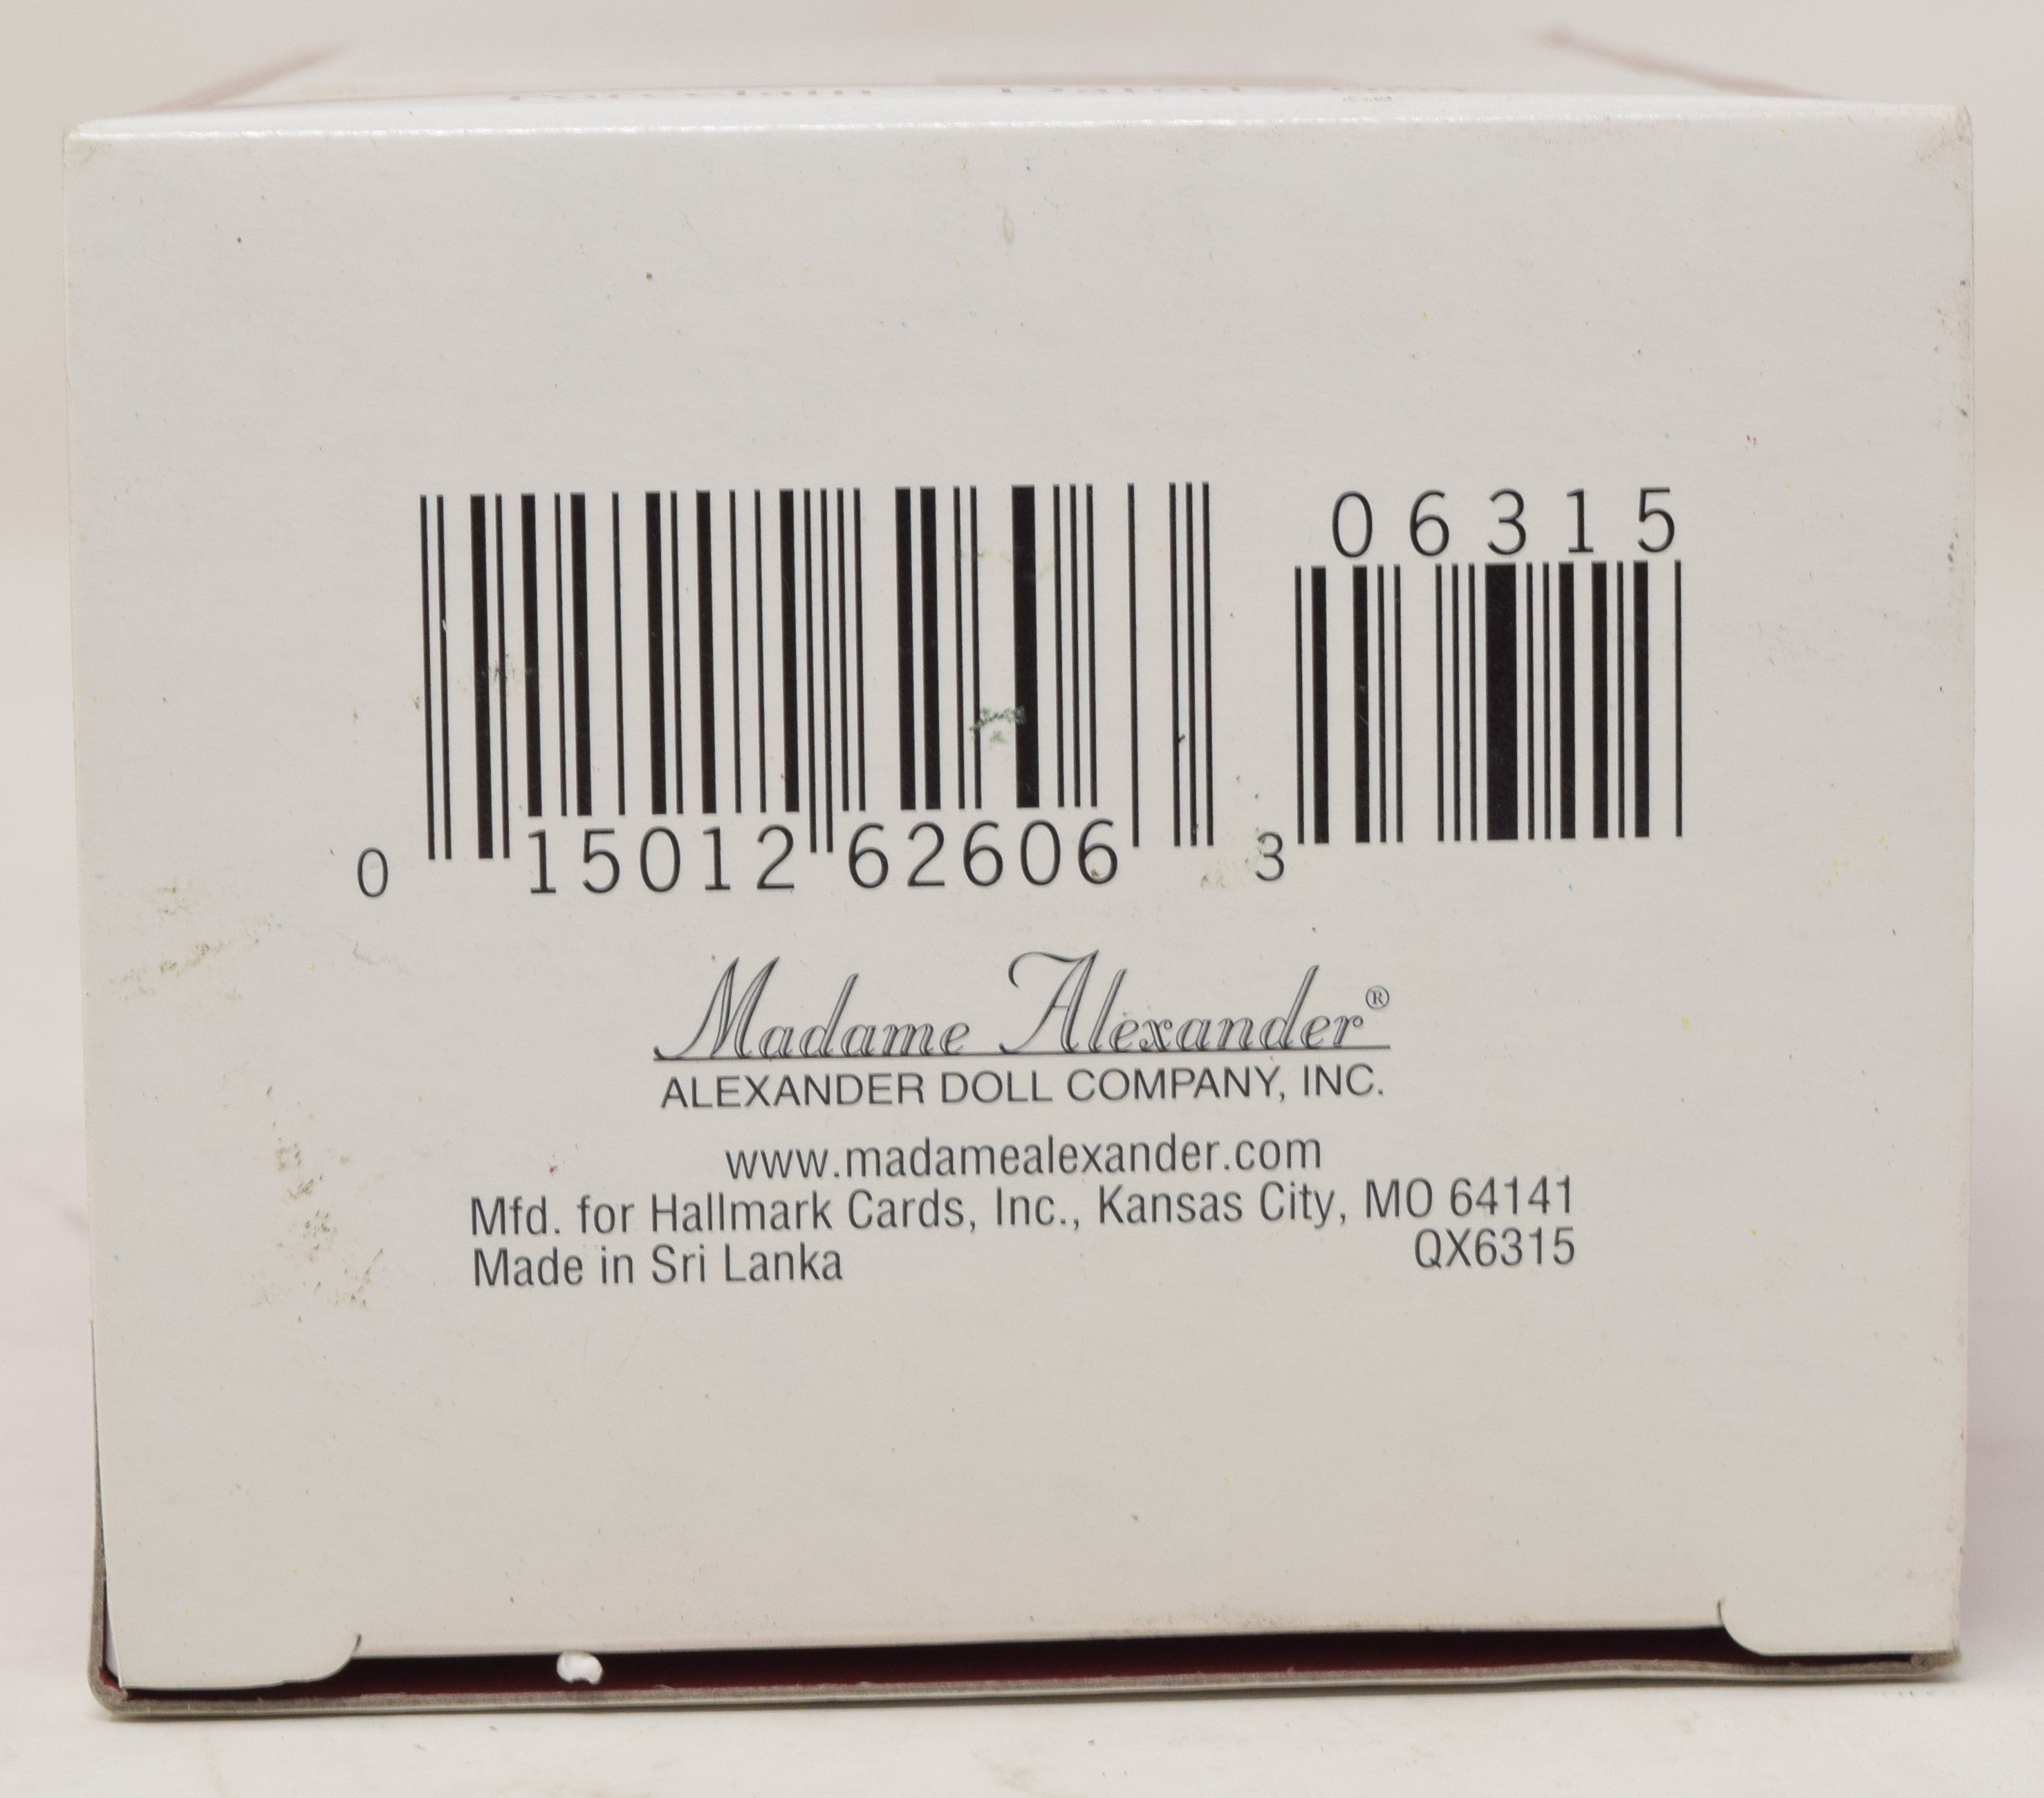 06315
0 15012 62606 3
Madame Alexander®
ALEXANDER DOLL COMPANY, INC.
www.madamealexander.com
Mfd. for Hallmark Cards, Inc., Kansas City, MO 64141
Made in Sri Lanka QX6315